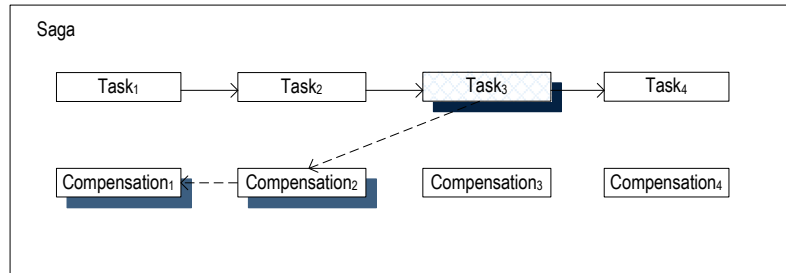 Saga
Task₁ Task₂ Task₃ Task₄
Compensation₁ Compensation₂ Compensation₃ Compensation₄